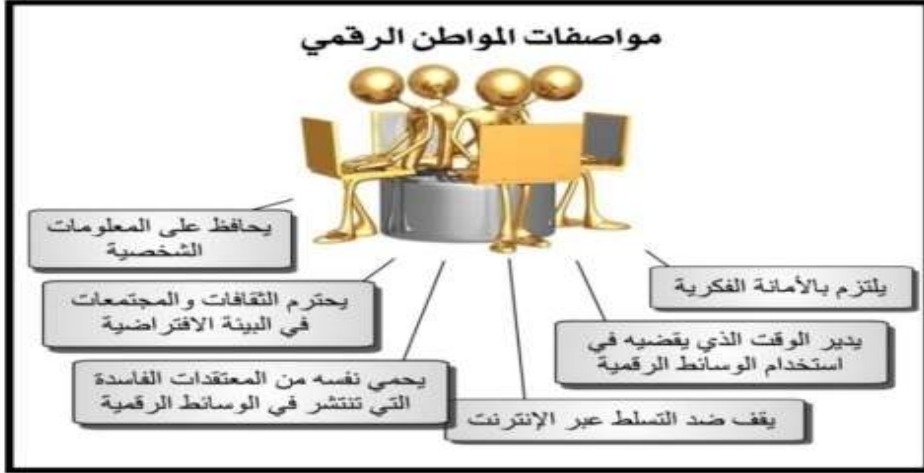 مواصفات المواطن الرقمي
يلتزم بالأمانة الفكرية
يدير الوقت الذي يقضيه في
استخدام الوسائط الرقمية
يقف ضد التسلط عبر الإنترنت
يحمي نفسه من المعتقدات الفاسدة
التي تنتشر في الوسائط الرقمية
يحترم الثقافات والمجتمعات
في البيئة الافتراضية
يحافظ على المعلومات
الشخصية